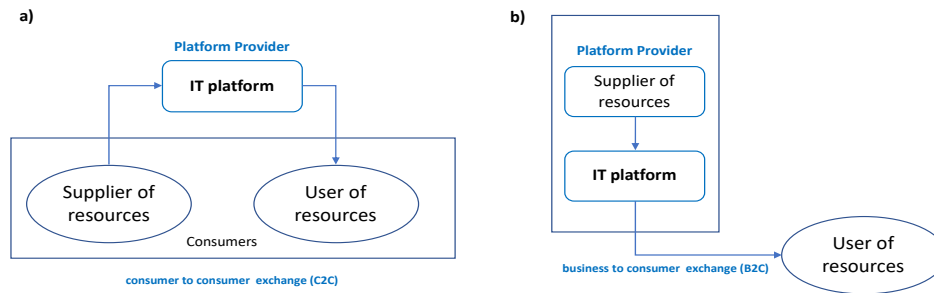 a)
Platform Provider
IT platform
Supplier of
resources
User of
resources
Consumers
consumer to consumer exchange (C2C)
b)
Platform Provider
Supplier of
resources
IT platform
business to consumer exchange (B2C)
User of
resources